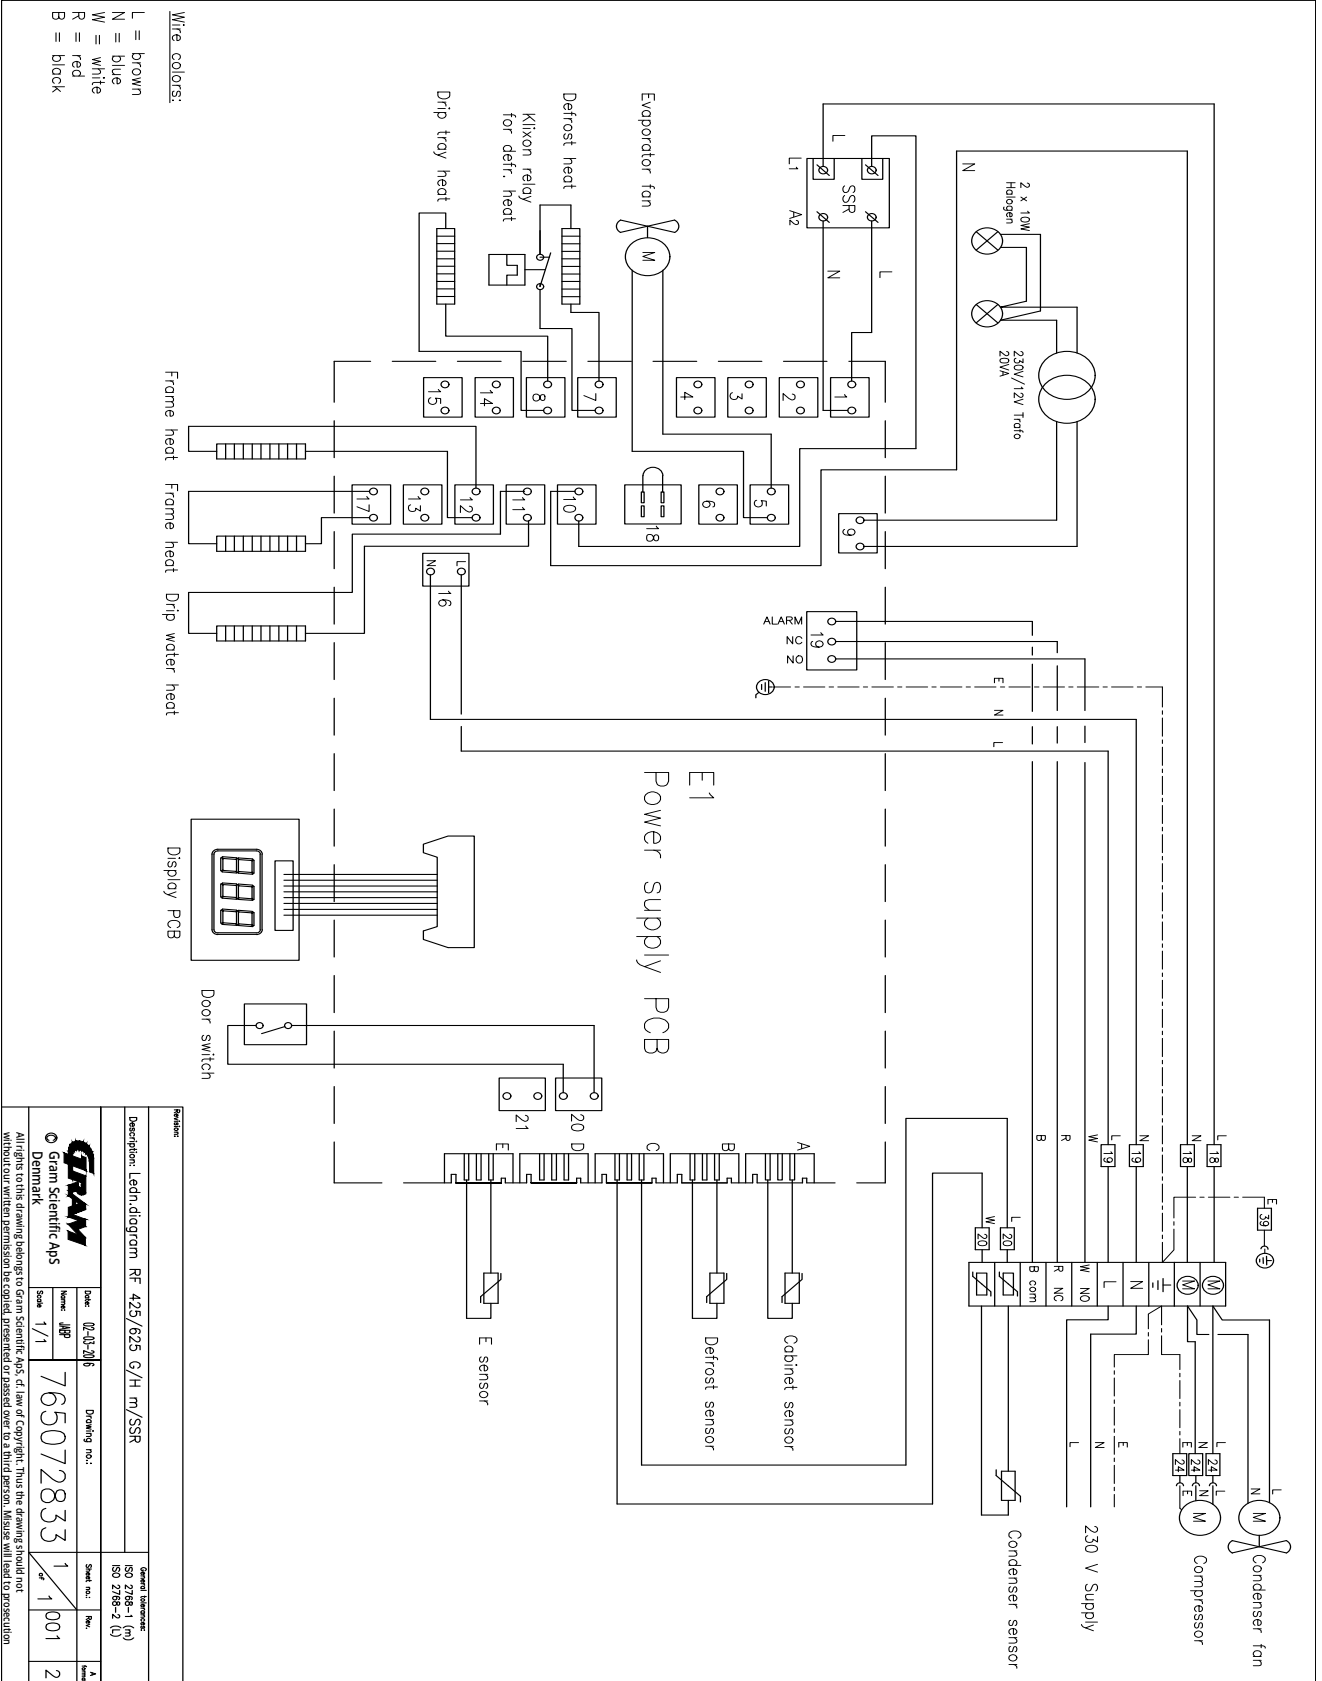 Wire colors:
L = brown
N = blue
W = white
R = red
B = black
2 x 10W
Halogen
230V/12V Trafo
20VA
N
L
L1
SSR
A2
N
L
Evaporator fan
M
Defrost heat
Klixon relay
for defr. heat
Drip tray heat
1
2
3
4
7
8
14
15
5
6
18
10
11
12
13
17
9
16
L
N
Frame heat
Frame heat
Drip water heat
ALARM
NC
NO
19
E
N
L
E1
Power supply PCB
Display PCB
Door switch
20
21
A
B
C
D
E
Cabinet sensor
Defrost sensor
E sensor
L
18
N
18
E
39
N
19
L
19
W
R
B
L
20
W
20
M
M
N
L
W NO
R NC
B com
L
N
M
Condenser fan
L
24
L
N
24
N
E
24
E
M
Compressor
E
N
L
230 V Supply
Condenser sensor
Revision:
Description: Ledn.diagram RF 425/625 G/H m/SSR
General tolerances:
ISO 2768-1 (m)
ISO 2768-2 (L)
GRAM
© Gram Scientific ApS
Denmark
Date: 02-03-2016
Name: JABP
Scale 1/1
Drawing no.:
765072833
Sheet no.:
1 of 1
Rev.
001
A
2
All rights to this drawing belongs to Gram Scientific ApS, cf. law of Copyright. Thus the drawing should not
without our written permission be copied, presented or passed over to a third person. Misuse will lead to prosecution